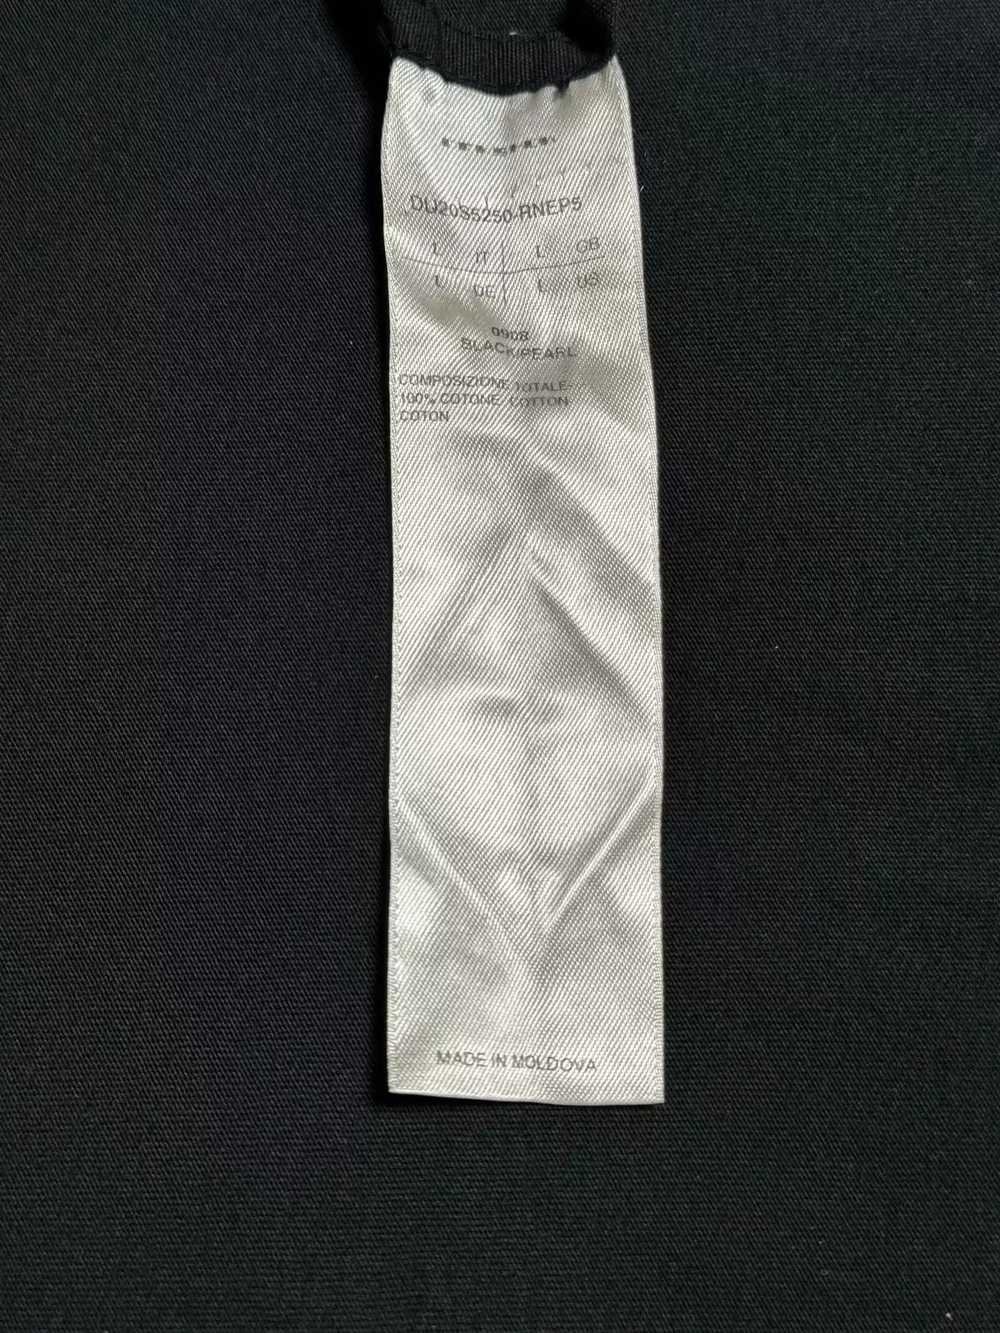 DU20S5250-RNEP5
L IT L GB
L DE L US
0908
BLACK/PEARL
COMPOSIZIONE TOTALE-
100% COTONE COTTON
COTON
MADE IN MOLDOVA